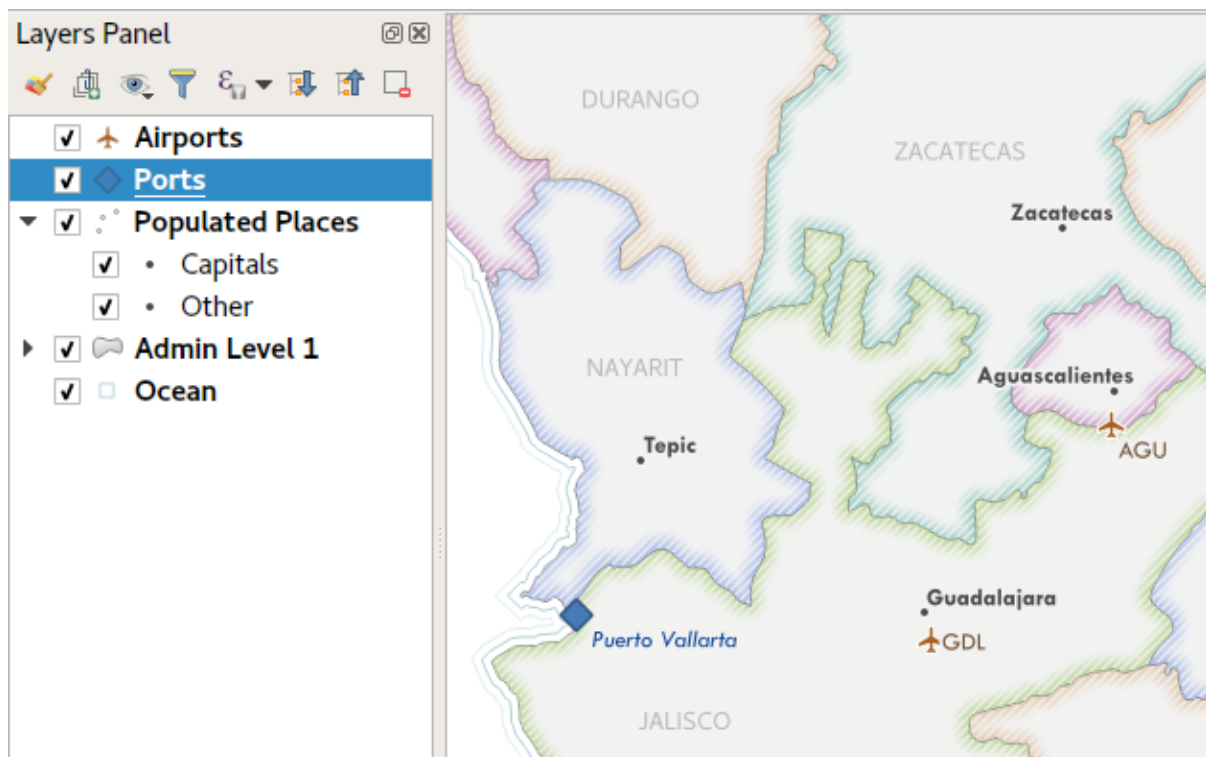 Layers Panel
Airports
Ports
Populated Places
Capitals
Other
Admin Level 1
Ocean
DURANGO
ZACATECAS
Zacatecas
NAYARIT
Aguascalientes
Tepic
AGU
Guadalajara
Puerto Vallarta
GDL
JALISCO